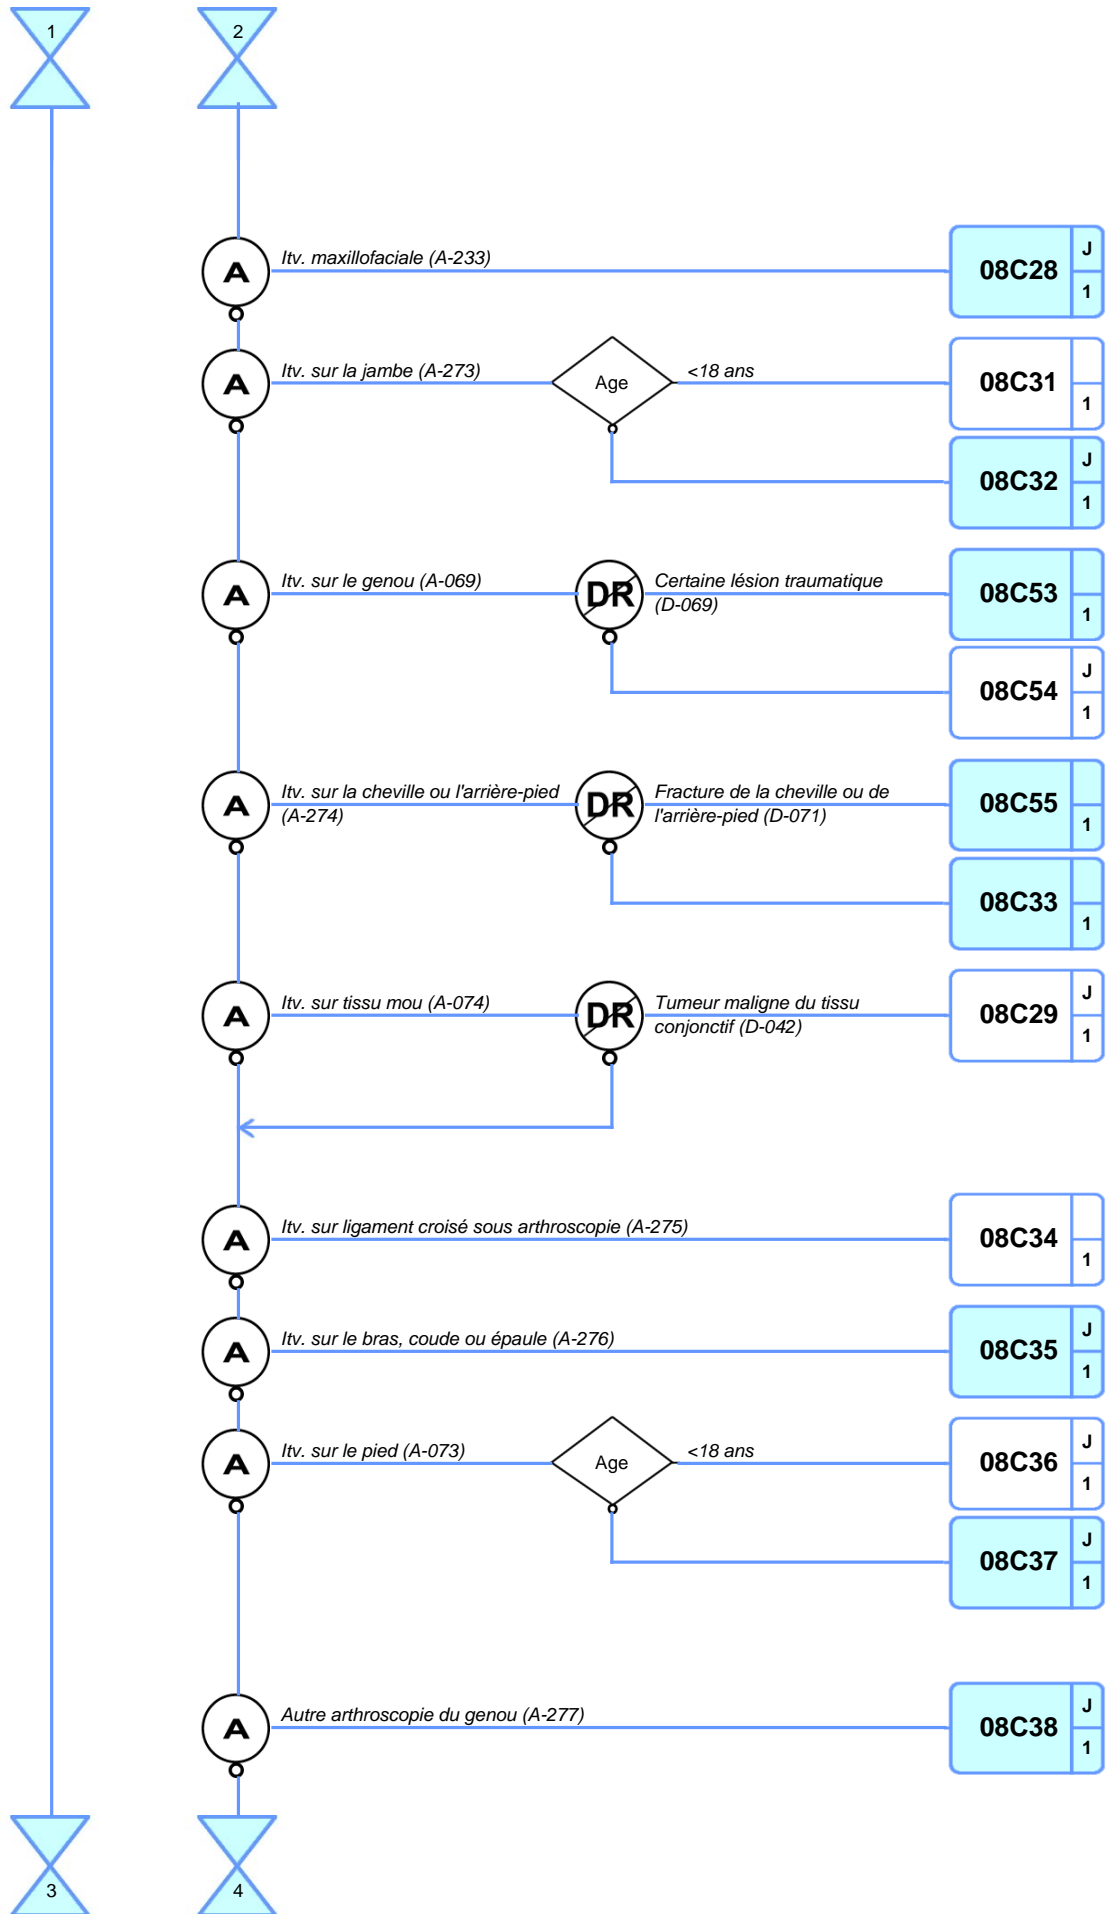 1
2
A
Itv. maxillofaciale (A-233)
08C28
J
1
A
Itv. sur la jambe (A-273)
Age
<18 ans
08C31
1
08C32
J
1
A
Itv. sur le genou (A-069)
DR
Certaine lésion traumatique
(D-069)
08C53
1
08C54
J
1
A
Itv. sur la cheville ou l'arrière-pied
(A-274)
DR
Fracture de la cheville ou de
l'arrière-pied (D-071)
08C55
1
08C33
1
A
Itv. sur tissu mou (A-074)
DR
Tumeur maligne du tissu
conjonctif (D-042)
08C29
J
1
A
Itv. sur ligament croisé sous arthroscopie (A-275)
08C34
1
A
Itv. sur le bras, coude ou épaule (A-276)
08C35
J
1
A
Itv. sur le pied (A-073)
Age
<18 ans
08C36
J
1
08C37
J
1
A
Autre arthroscopie du genou (A-277)
08C38
J
1
3
4